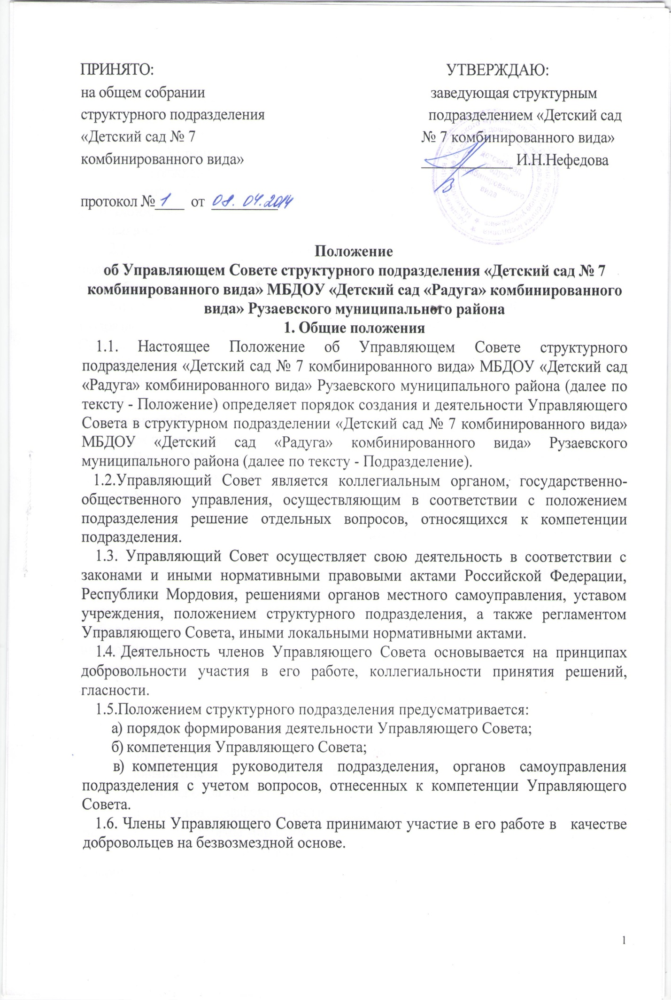 ПРИНЯТО:
на общем собрании
структурного подразделения
«Детский сад № 7
комбинированного вида»
протокол № 1 от 08. 04.2014
УТВЕРЖДАЮ:
заведующая структурным
подразделением «Детский сад
№ 7 комбинированного вида»
И.Н.Нефедова
детский сад
"Радуга"
комбинированного
вида
Положение
об Управляющем Совете структурного подразделения «Детский сад № 7
комбинированного вида» МБДОУ «Детский сад «Радуга» комбинированного
вида» Рузаевского муниципального района
1. Общие положения
1.1. Настоящее Положение об Управляющем Совете структурного
подразделения «Детский сад № 7 комбинированного вида» МБДОУ «Детский сад
«Радуга» комбинированного вида» Рузаевского муниципального района (далее по
тексту - Положение) определяет порядок создания и деятельности Управляющего
Совета в структурном подразделении «Детский сад № 7 комбинированного вида»
МБДОУ «Детский сад «Радуга» комбинированного вида» Рузаевского
муниципального района (далее по тексту - Подразделение).
1.2.Управляющий Совет является коллегиальным органом, государственно-
общественного управления, осуществляющим в соответствии с положением
подразделения решение отдельных вопросов, относящихся к компетенции
подразделения.
1.3. Управляющий Совет осуществляет свою деятельность в соответствии с
законами и иными нормативными правовыми актами Российской Федерации,
Республики Мордовия, решениями органов местного самоуправления, уставом
учреждения, положением структурного подразделения, а также регламентом
Управляющего Совета, иными локальными нормативными актами.
1.4. Деятельность членов Управляющего Совета основывается на принципах
добровольности участия в его работе, коллегиальности принятия решений,
гласности.
1.5.Положением структурного подразделения предусматривается:
а) порядок формирования деятельности Управляющего Совета;
б) компетенция Управляющего Совета;
в) компетенция руководителя подразделения, органов самоуправления
подразделения с учетом вопросов, отнесенных к компетенции Управляющего
Совета.
1.6. Члены Управляющего Совета принимают участие в его работе в качестве
добровольцев на безвозмездной основе.
1